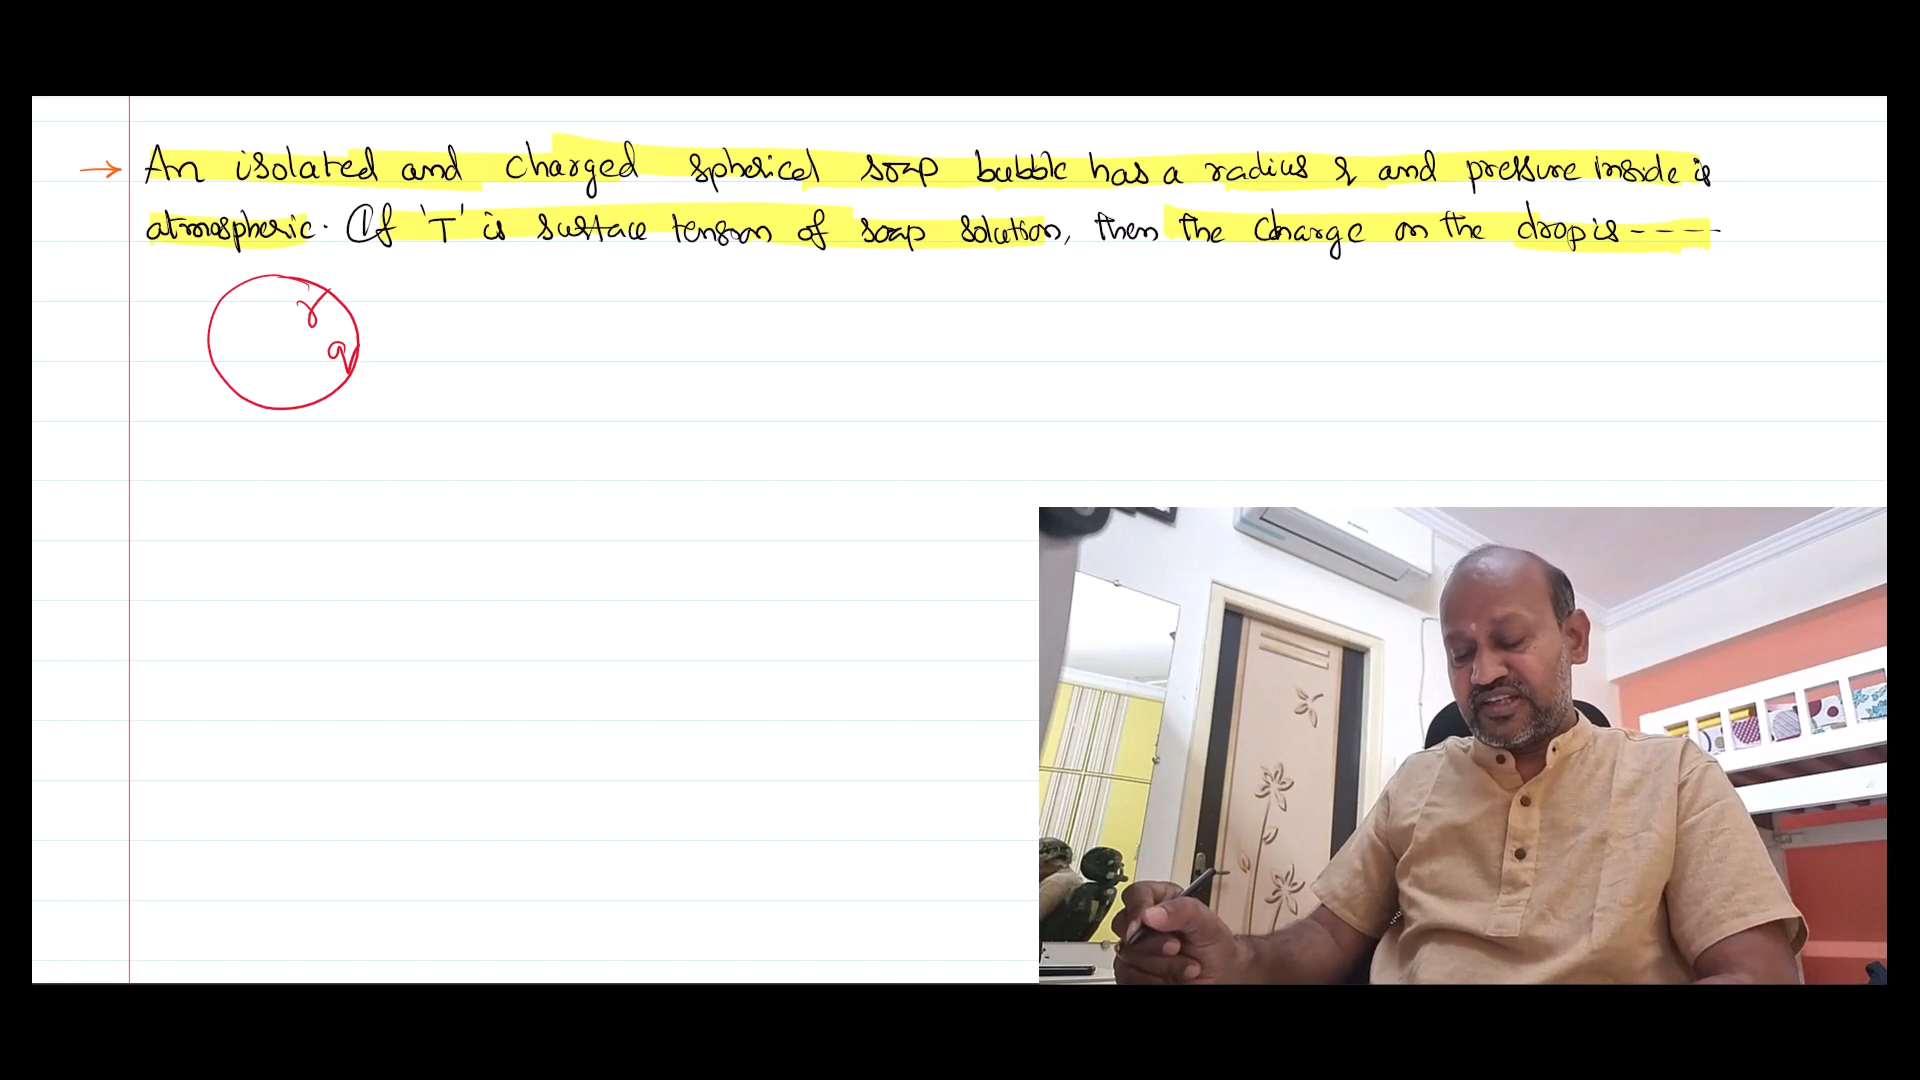 → An isolated and charged spherical soap bubble has a radius r and pressure inside is
atmospheric. If 'T' is surface tension of soap solution, then the charge on the drop is -----
r
q